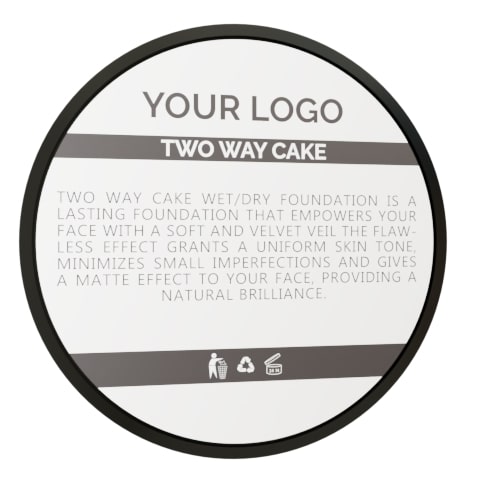 YOUR LOGO
TWO WAY CAKE
TWO WAY CAKE WET/DRY FOUNDATION IS A
LASTING FOUNDATION THAT EMPOWERS YOUR
FACE WITH A SOFT AND VELVET VEIL THE FLAW-
LESS EFFECT GRANTS A UNIFORM SKIN TONE,
MINIMIZES SMALL IMPERFECTIONS AND GIVES
A MATTE EFFECT TO YOUR FACE, PROVIDING A
NATURAL BRILLIANCE.
24 M